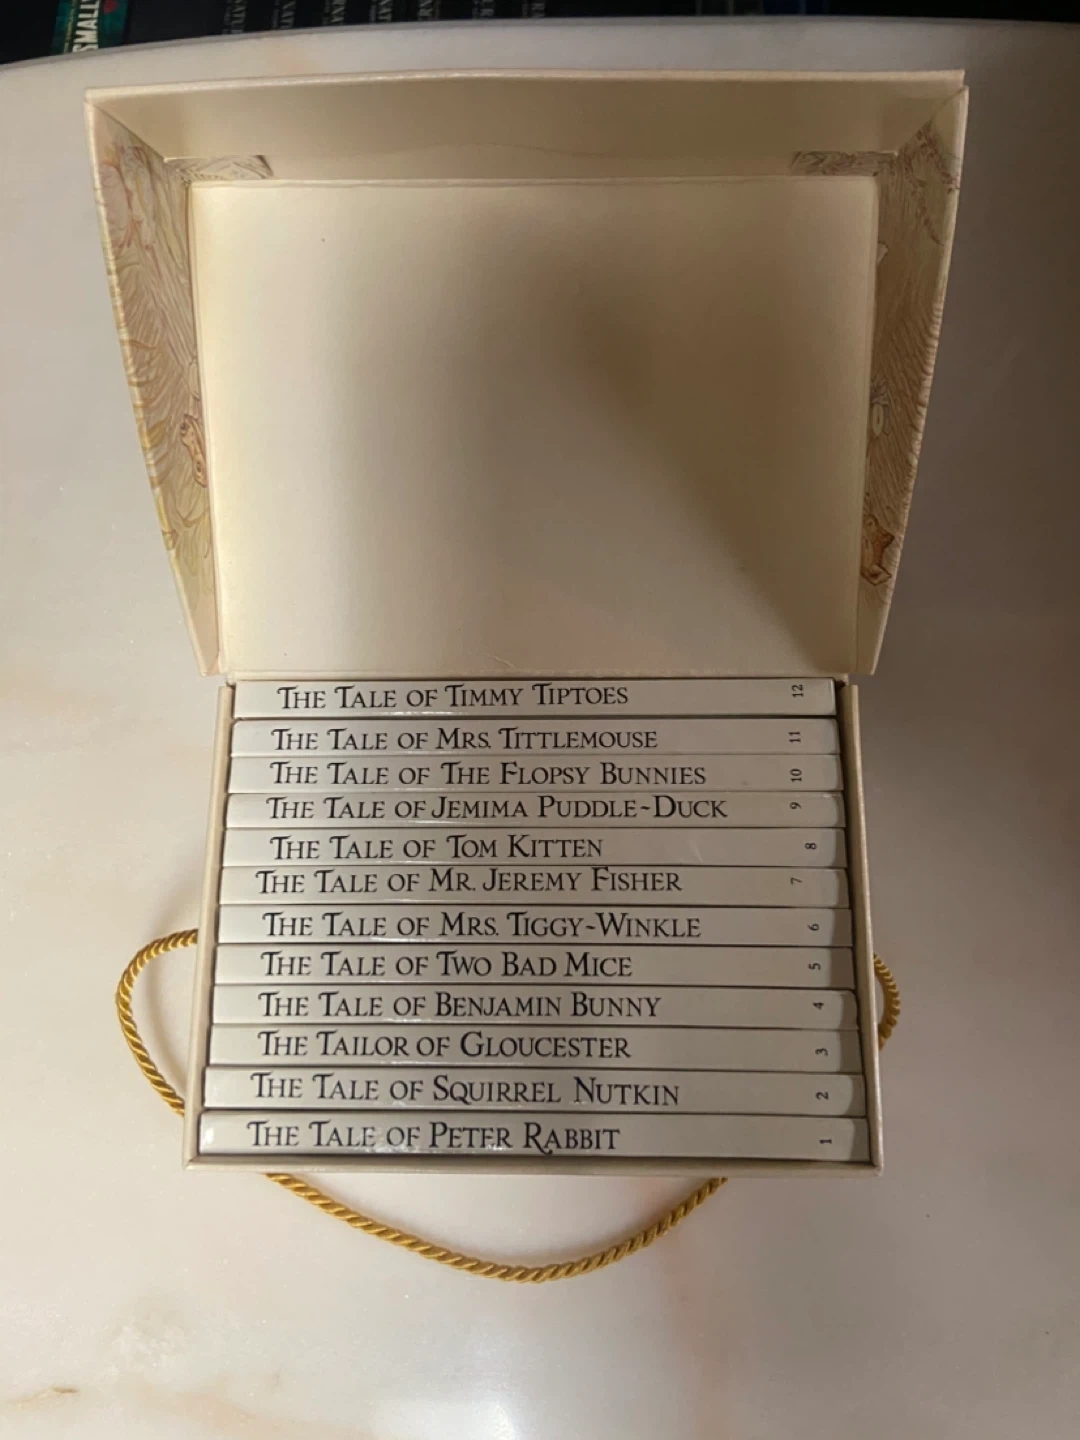 SMALL
THE TALE OF TIMMY TIPTOES 12
THE TALE OF MRS. TITTLEMOUSE 11
THE TALE OF THE FLOPSY BUNNIES 10
THE TALE OF JEMIMA PUDDLE~DUCK 9
THE TALE OF TOM KITTEN 8
THE TALE OF MR. JEREMY FISHER 7
THE TALE OF MRS. TIGGY~WINKLE 6
THE TALE OF TWO BAD MICE 5
THE TALE OF BENJAMIN BUNNY 4
THE TAILOR OF GLOUCESTER 3
THE TALE OF SQUIRREL NUTKIN 2
THE TALE OF PETER RABBIT 1